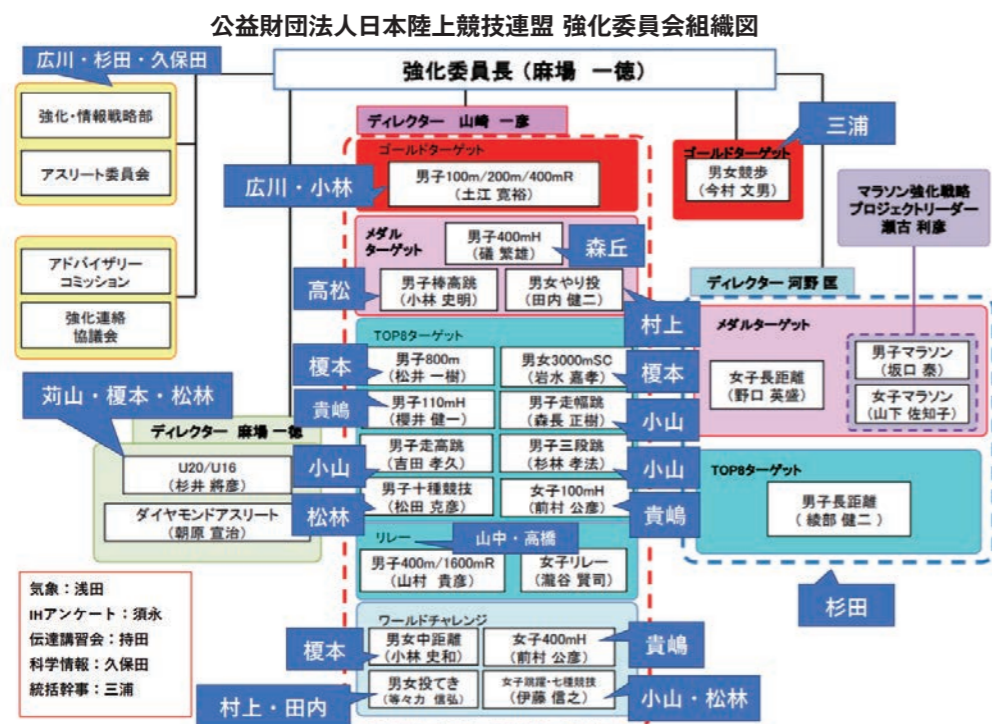 公益財団法人日本陸上競技連盟 強化委員会組織図
広川・杉田・久保田
強化委員長（麻場 一徳）
強化・情報戦略部
アスリート委員会
アドバイザリー
コミッション
強化連絡
協議会
ディレクター 山崎 一彦
ゴールドターゲット
男子100m/200m/400mR
（土江 寛裕）
広川・小林
メダル
ターゲット
男子400mH
（礒 繁雄）
森丘
高松
男子棒高跳
（小林 史明）
男女やり投
（田内 健二）
村上
TOP8ターゲット
榎本
男子800m
（松井 一樹）
男女3000mSC
（岩水 嘉孝）
榎本
貴嶋
男子110mH
（櫻井 健一）
男子走幅跳
（森長 正樹）
小山
小山
男子走高跳
（吉田 孝久）
男子三段跳
（杉林 孝法）
小山
松林
男子十種競技
（松田 克彦）
女子100mH
（前村 公彦）
貴嶋
リレー
山中・高橋
男子400m/1600mR
（山村 貴彦）
女子リレー
（瀧谷 賢司）
ワールドチャレンジ
榎本
男女中距離
（小林 史和）
女子400mH
（前村 公彦）
貴嶋
村上・田内
男女投てき
（等々力 信弘）
女子跳躍・七種競技
（伊藤 信之）
小山・松林
三浦
ゴールドターゲット
男女競歩
（今村 文男）
マラソン強化戦略
プロジェクトリーダー
瀬古 利彦
ディレクター 河野 匡
メダルターゲット
女子長距離
（野口 英盛）
男子マラソン
（坂口 泰）
女子マラソン
（山下 佐知子）
TOP8ターゲット
男子長距離
（ 綾部 健二 ）
杉田
苅山・榎本・松林
ディレクター 麻場 一徳
U20/U16
（杉井 將彦）
ダイヤモンドアスリート
（朝原 宣治）
気象：浅田
IHアンケート：須永
伝達講習会：持田
科学情報：久保田
統括幹事：三浦